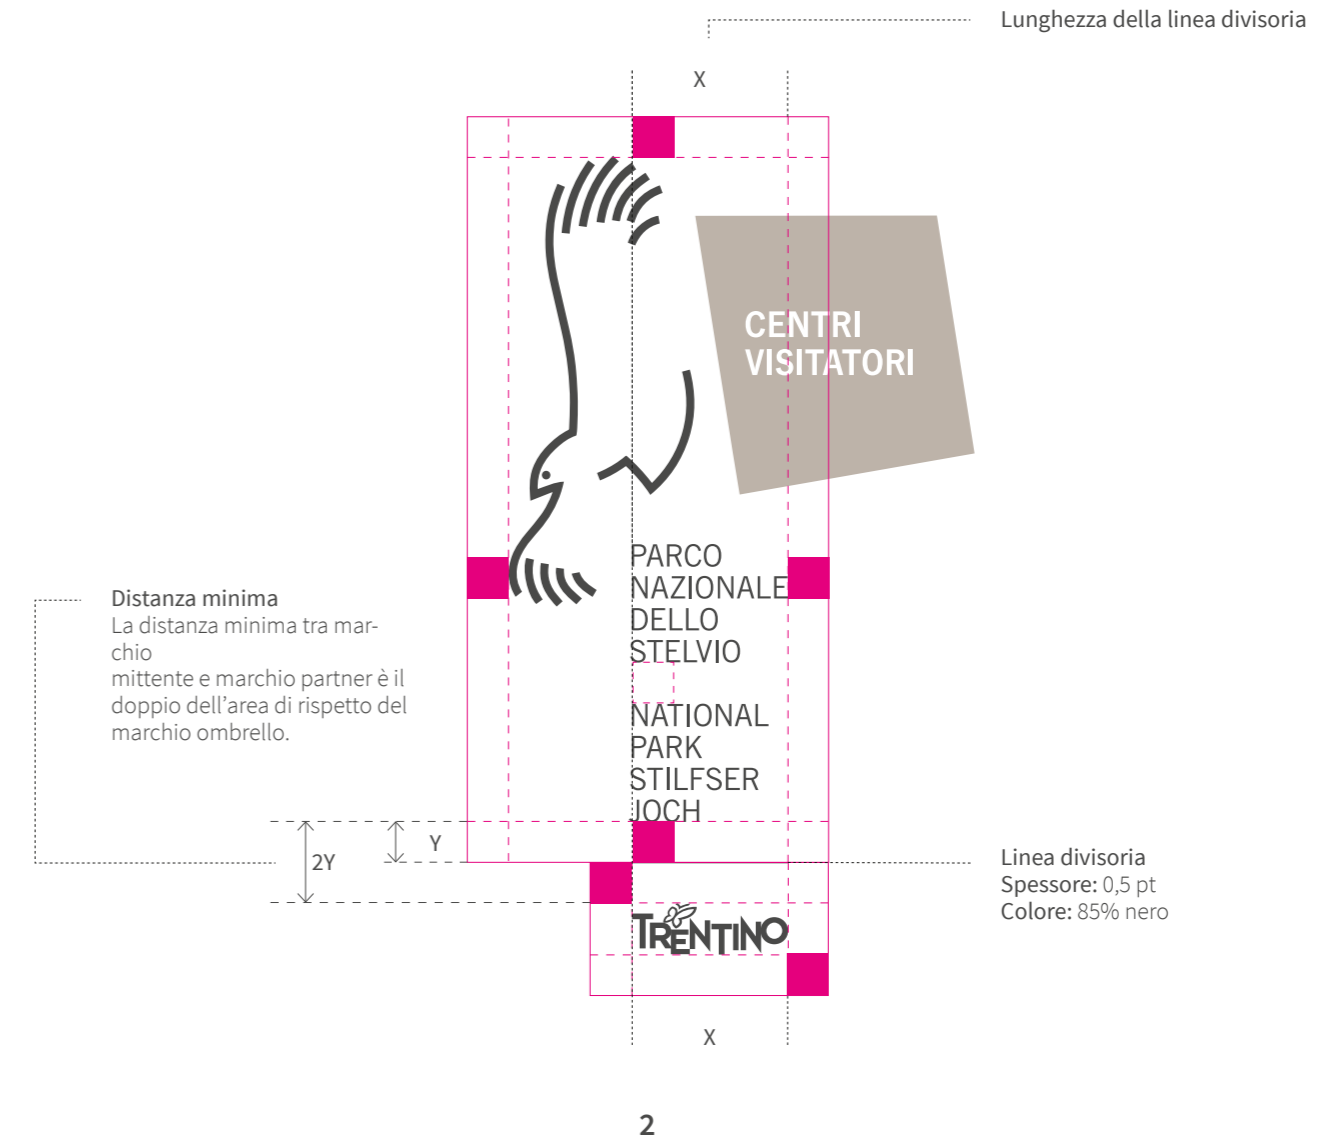 Lunghezza della linea divisoria
X
CENTRI
VISITATORI
PARCO
NAZIONALE
DELLO
STELVIO
NATIONAL
PARK
STILFSER
JOCH
Distanza minima
La distanza minima tra mar-
chio
mittente e marchio partner è il
doppio dell’area di rispetto del
marchio ombrello.
Y
2Y
Linea divisoria
Spessore: 0,5 pt
Colore: 85% nero
TRENTINO
X
2